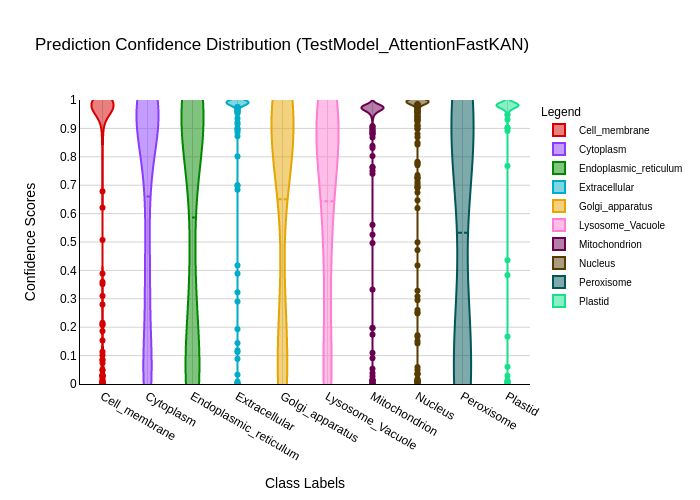 Prediction Confidence Distribution (TestModel_AttentionFastKAN)
Confidence Scores
1
0.9
0.8
0.7
0.6
0.5
0.4
0.3
0.2
0.1
0
Cell_membrane
Cytoplasm
Endoplasmic_reticulum
Extracellular
Golgi_apparatus
Lysosome_Vacuole
Mitochondrion
Nucleus
Peroxisome
Plastid
Class Labels
Legend
Cell_membrane
Cytoplasm
Endoplasmic_reticulum
Extracellular
Golgi_apparatus
Lysosome_Vacuole
Mitochondrion
Nucleus
Peroxisome
Plastid